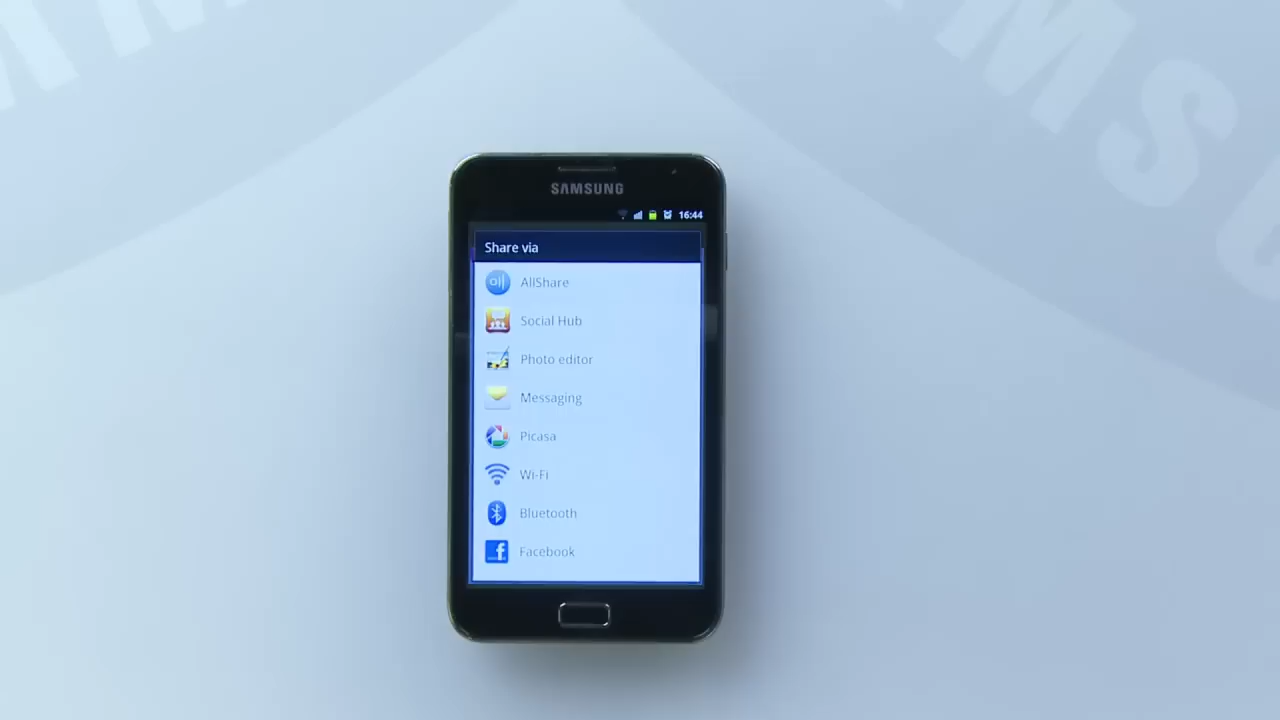 SAMSUNG
16:44
Share via
AllShare
Social Hub
Photo editor
Messaging
Picasa
Wi-Fi
Bluetooth
Facebook